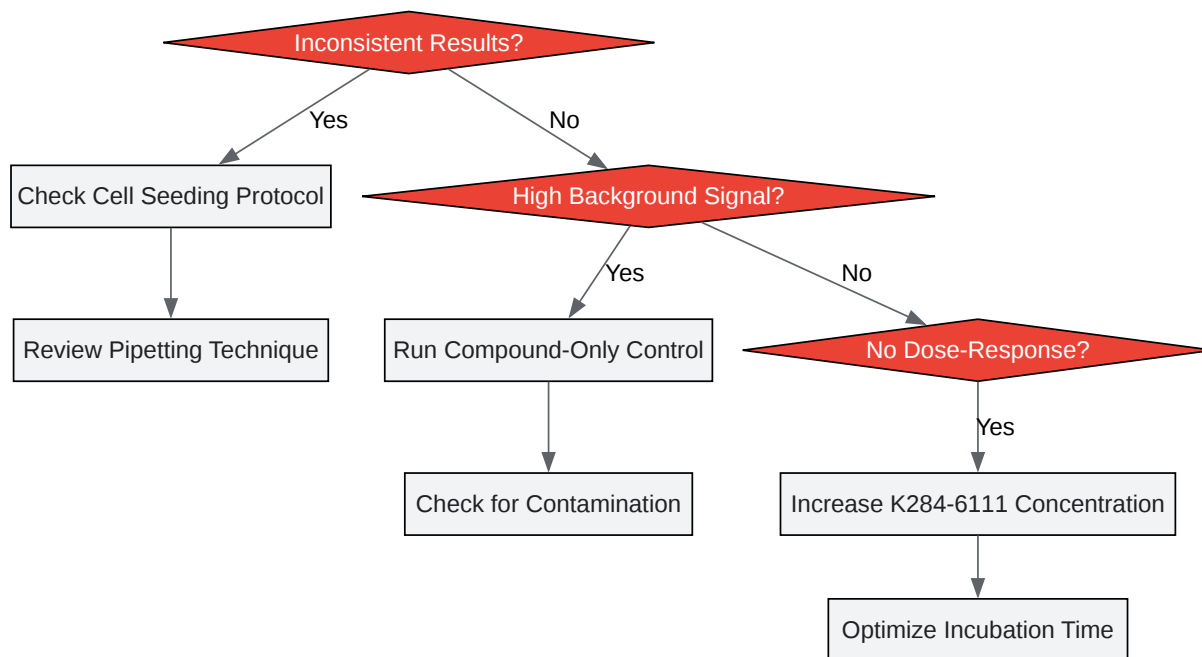 Inconsistent Results?
Yes
No
Check Cell Seeding Protocol
High Background Signal?
Yes
No
Review Pipetting Technique
Run Compound-Only Control
No Dose-Response?
Yes
Check for Contamination
Increase K284-6111 Concentration
Optimize Incubation Time